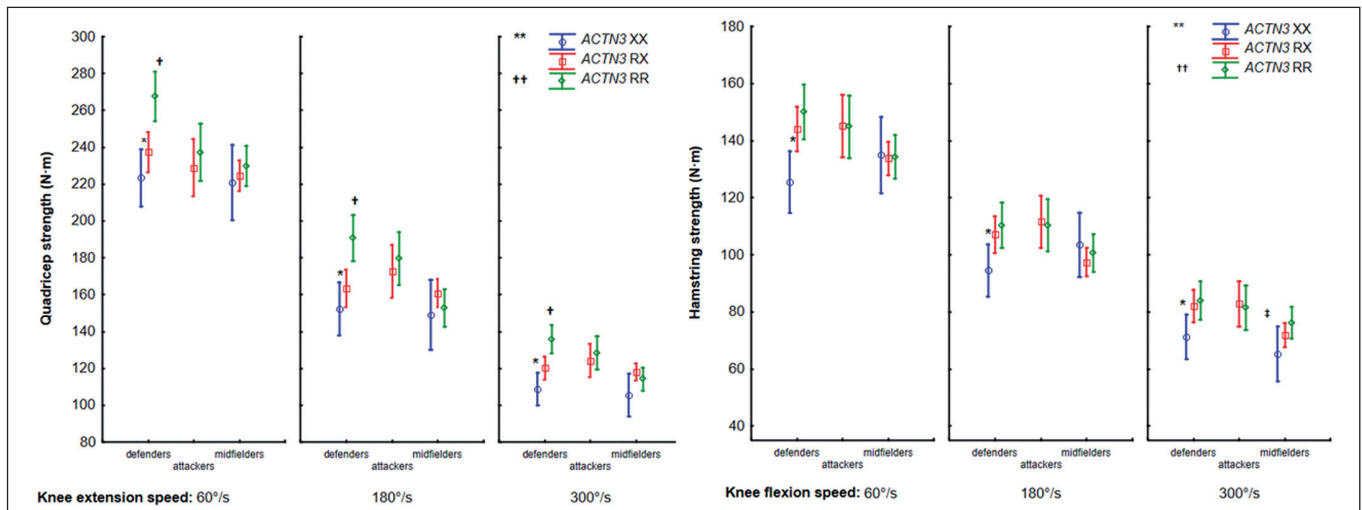 Quadricep strength (N·m)
300
280
260
240
220
200
180
160
140
120
100
80
** ACTN3 XX
ACTN3 RX
†† ACTN3 RR
†
*
†
*
†
*
defenders midfielders defenders midfielders defenders midfielders
attackers attackers attackers
Knee extension speed: 60°/s 180°/s 300°/s
Hamstring strength (N·m)
180
160
140
120
100
80
60
40
** ACTN3 XX
ACTN3 RX
†† ACTN3 RR
*
*
*
‡
defenders midfielders defenders midfielders defenders midfielders
attackers attackers attackers
Knee flexion speed: 60°/s 180°/s 300°/s